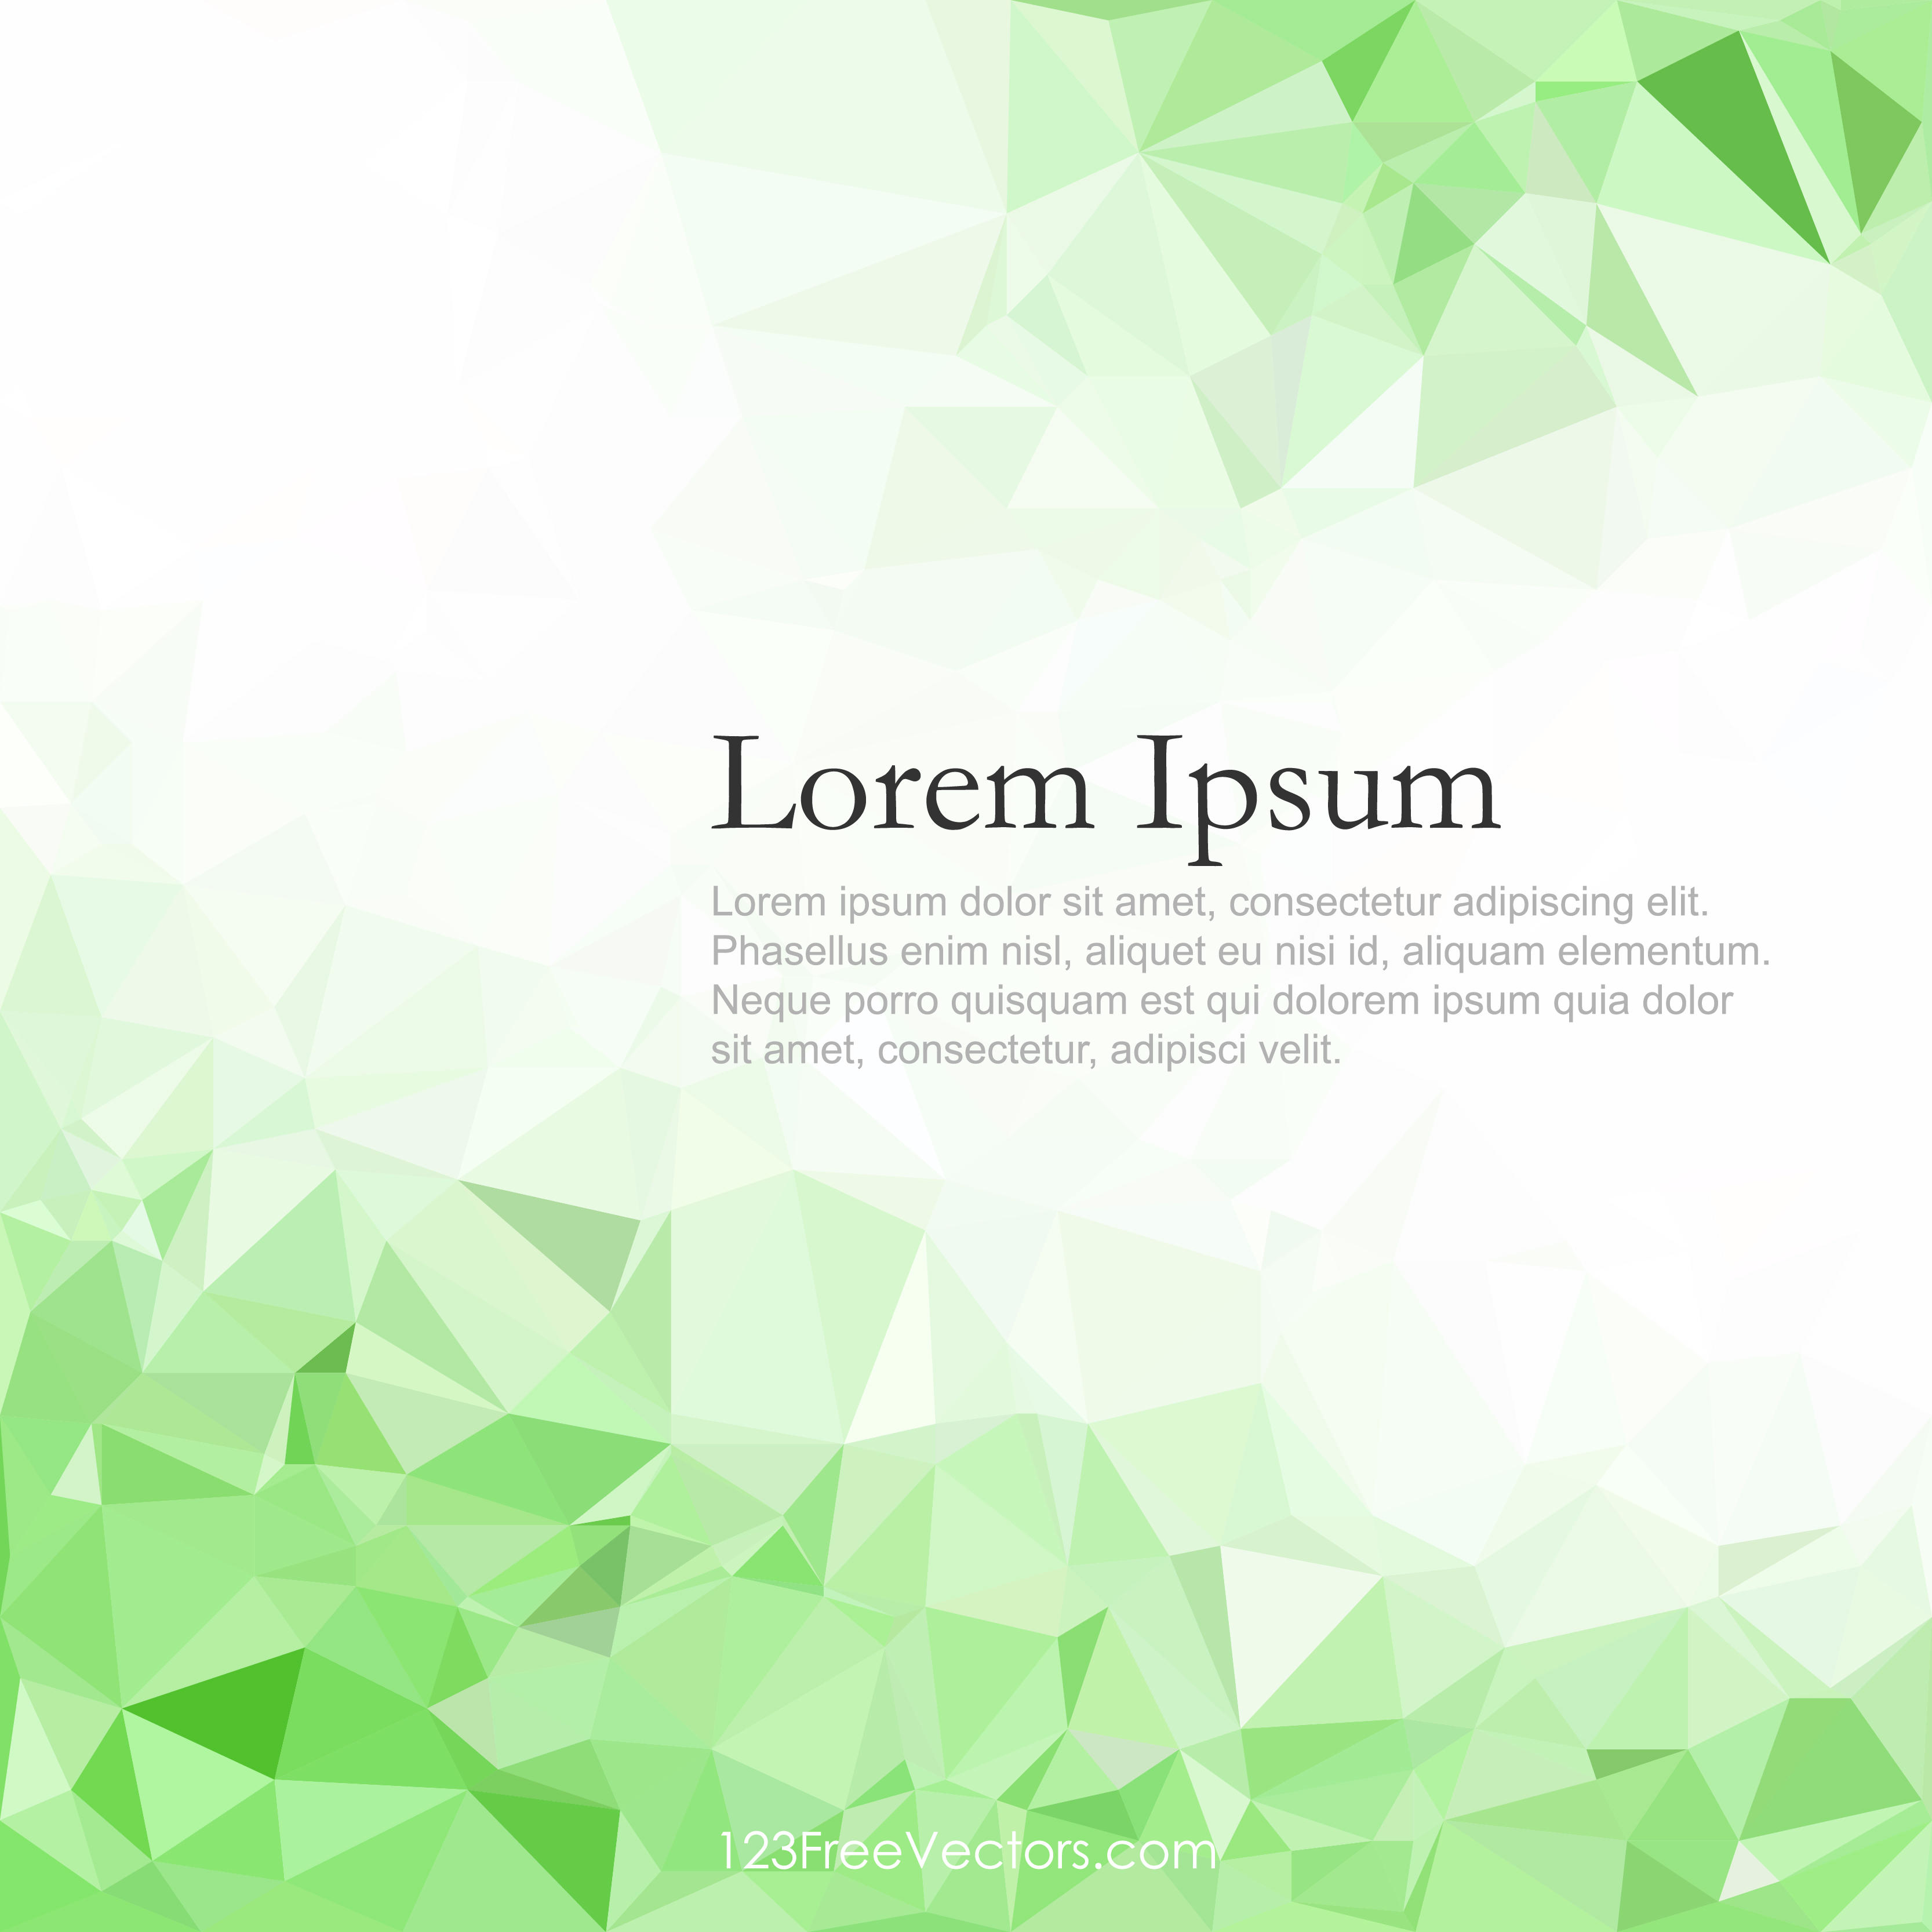 Lorem Ipsum
Lorem ipsum dolor sit amet, consectetur adipiscing elit.
Phasellus enim nisl, aliquet eu nisi id, aliquam elementum.
Neque porro quisquam est qui dolorem ipsum quia dolor
sit amet, consectetur, adipisci velit.
123FreeVectors.com